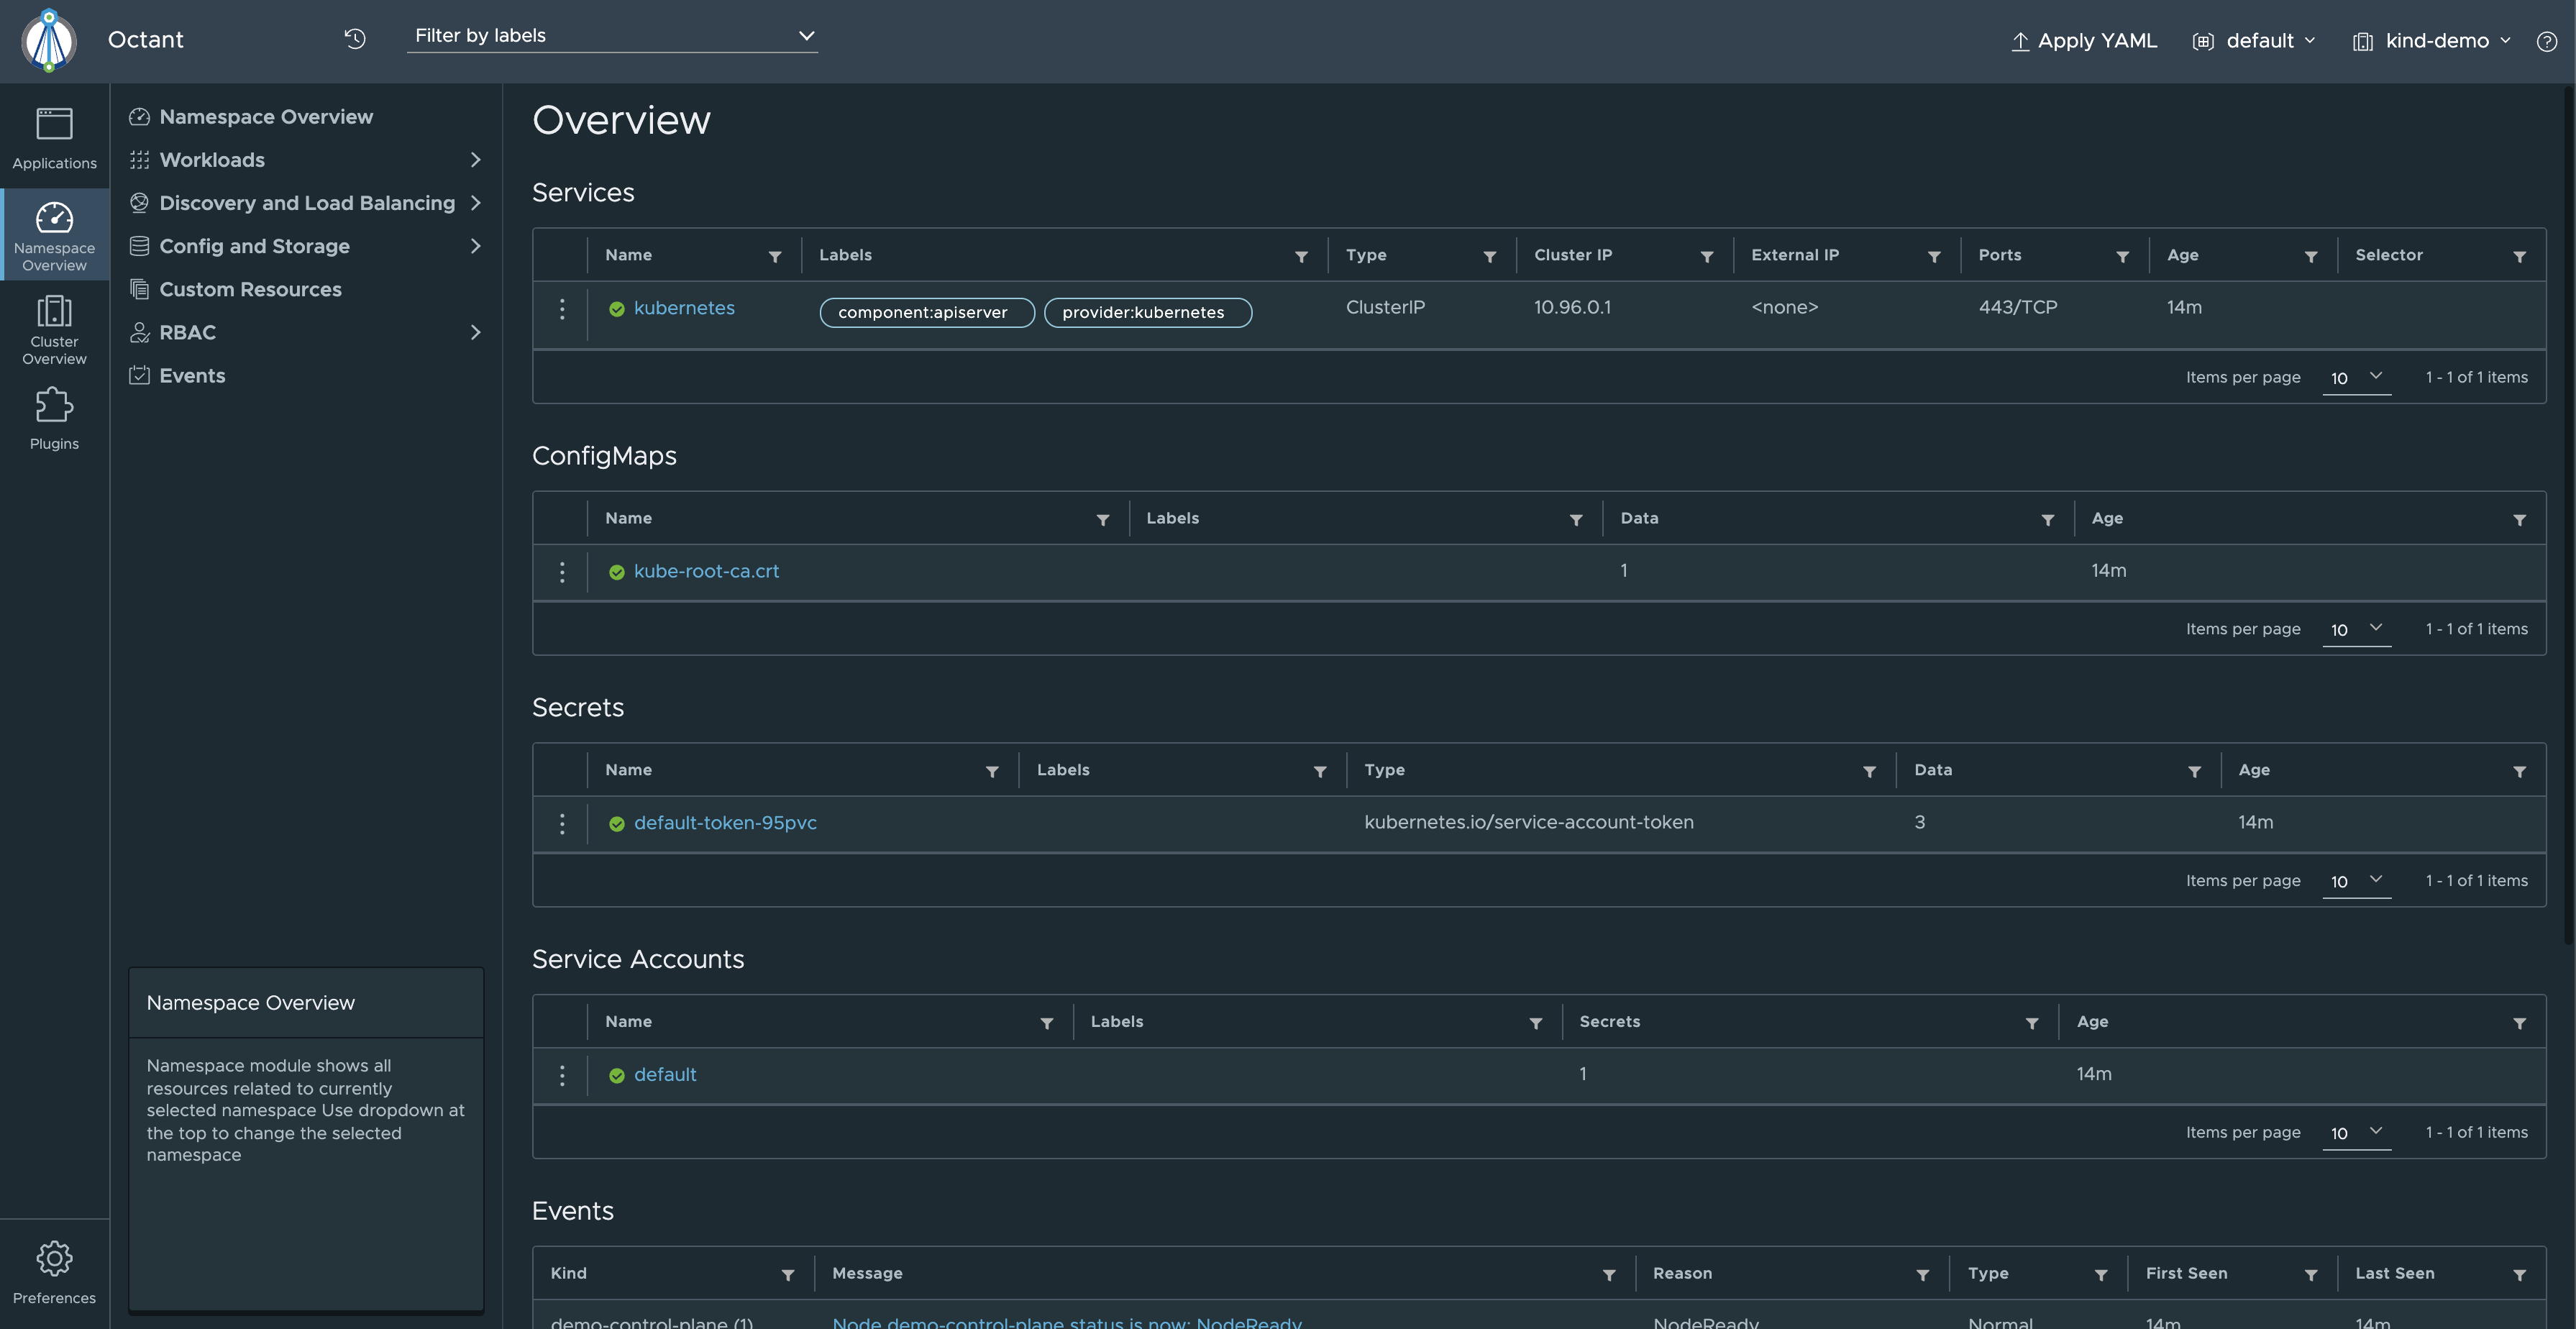 Octant
Filter by labels
Apply YAML
default
kind-demo
Applications
Namespace
Overview
Cluster
Overview
Plugins
Preferences
Namespace Overview
Workloads
Discovery and Load Balancing
Config and Storage
Custom Resources
RBAC
Events
Namespace Overview
Namespace module shows all
resources related to currently
selected namespace Use dropdown at
the top to change the selected
namespace
Overview
Services
Name Labels Type Cluster IP External IP Ports Age Selector
kubernetes component:apiserver provider:kubernetes ClusterIP 10.96.0.1 <none> 443/TCP 14m
Items per page 10 1 - 1 of 1 items
ConfigMaps
Name Labels Data Age
kube-root-ca.crt 1 14m
Items per page 10 1 - 1 of 1 items
Secrets
Name Labels Type Data Age
default-token-95pvc kubernetes.io/service-account-token 3 14m
Items per page 10 1 - 1 of 1 items
Service Accounts
Name Labels Secrets Age
default 1 14m
Items per page 10 1 - 1 of 1 items
Events
Kind Message Reason Type First Seen Last Seen
demo-control-plane (1) Node demo-control-plane status is now: NodeReady NodeReady Normal 14m 14m